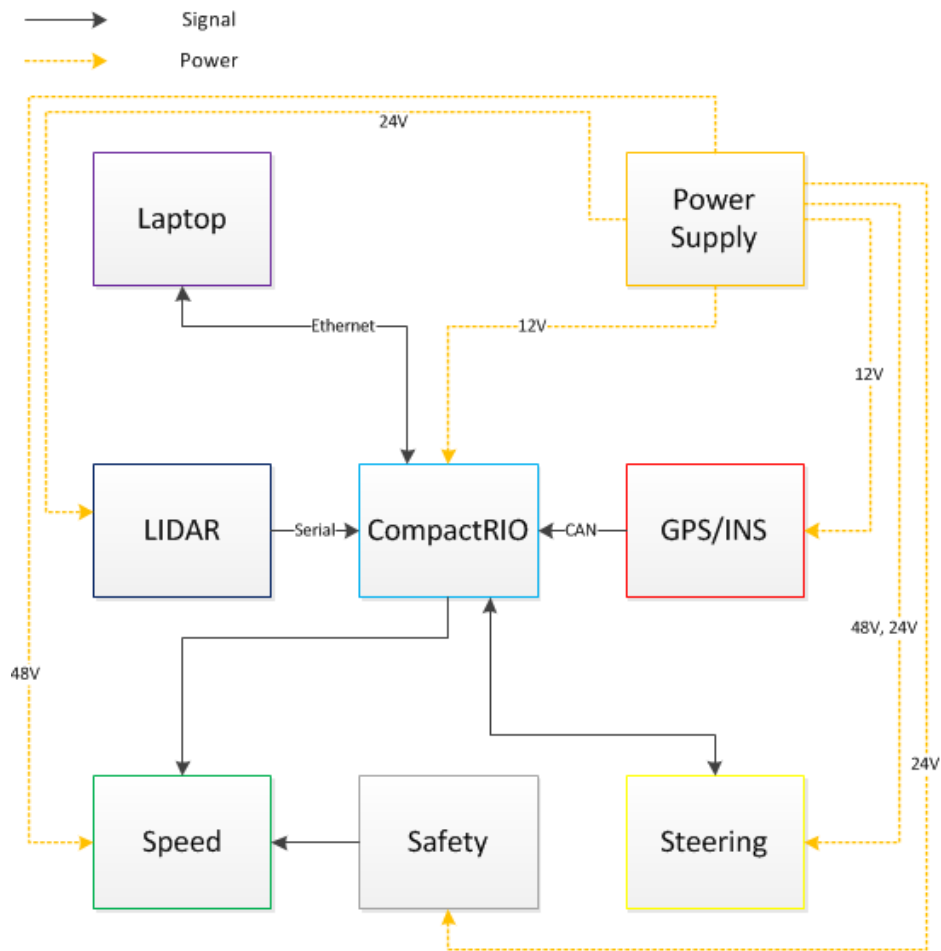 Signal
Power
24V
Laptop
Power
Supply
Ethernet
12V
12V
LIDAR
Serial
CompactRIO
CAN
GPS/INS
48V, 24V
48V
24V
Speed
Safety
Steering